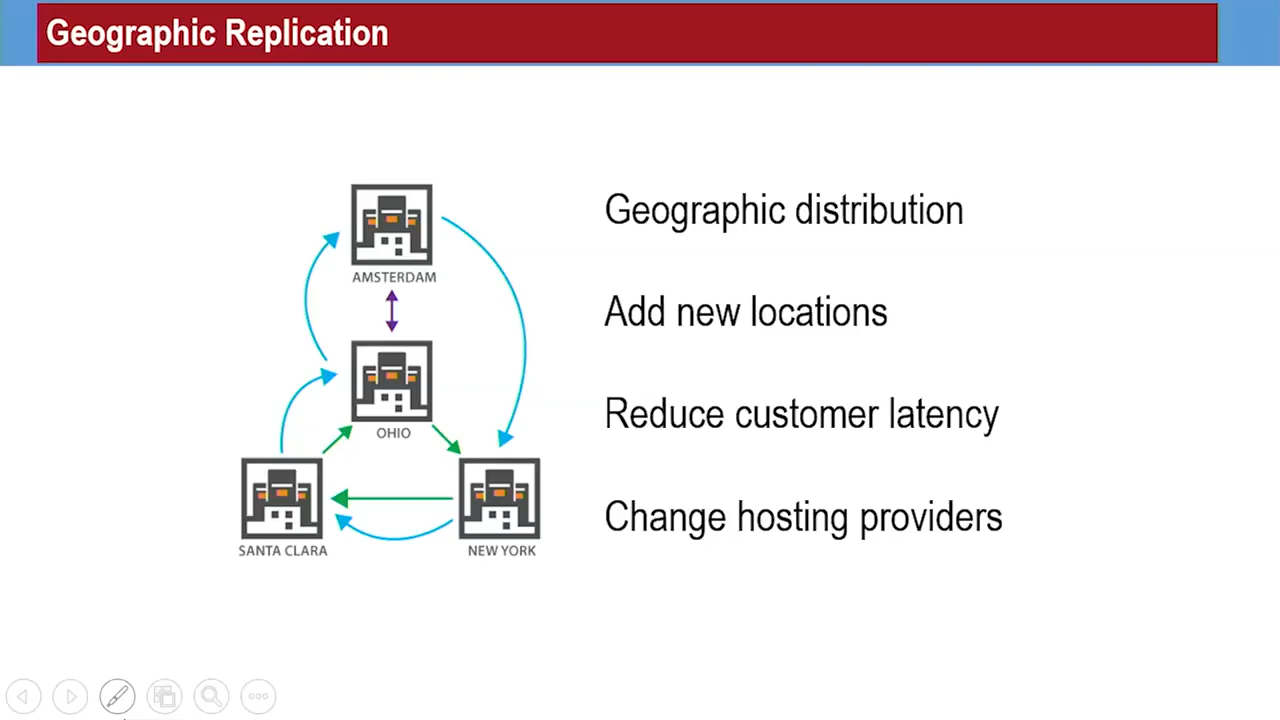 Geographic Replication
AMSTERDAM
OHIO
SANTA CLARA
NEW YORK
Geographic distribution
Add new locations
Reduce customer latency
Change hosting providers